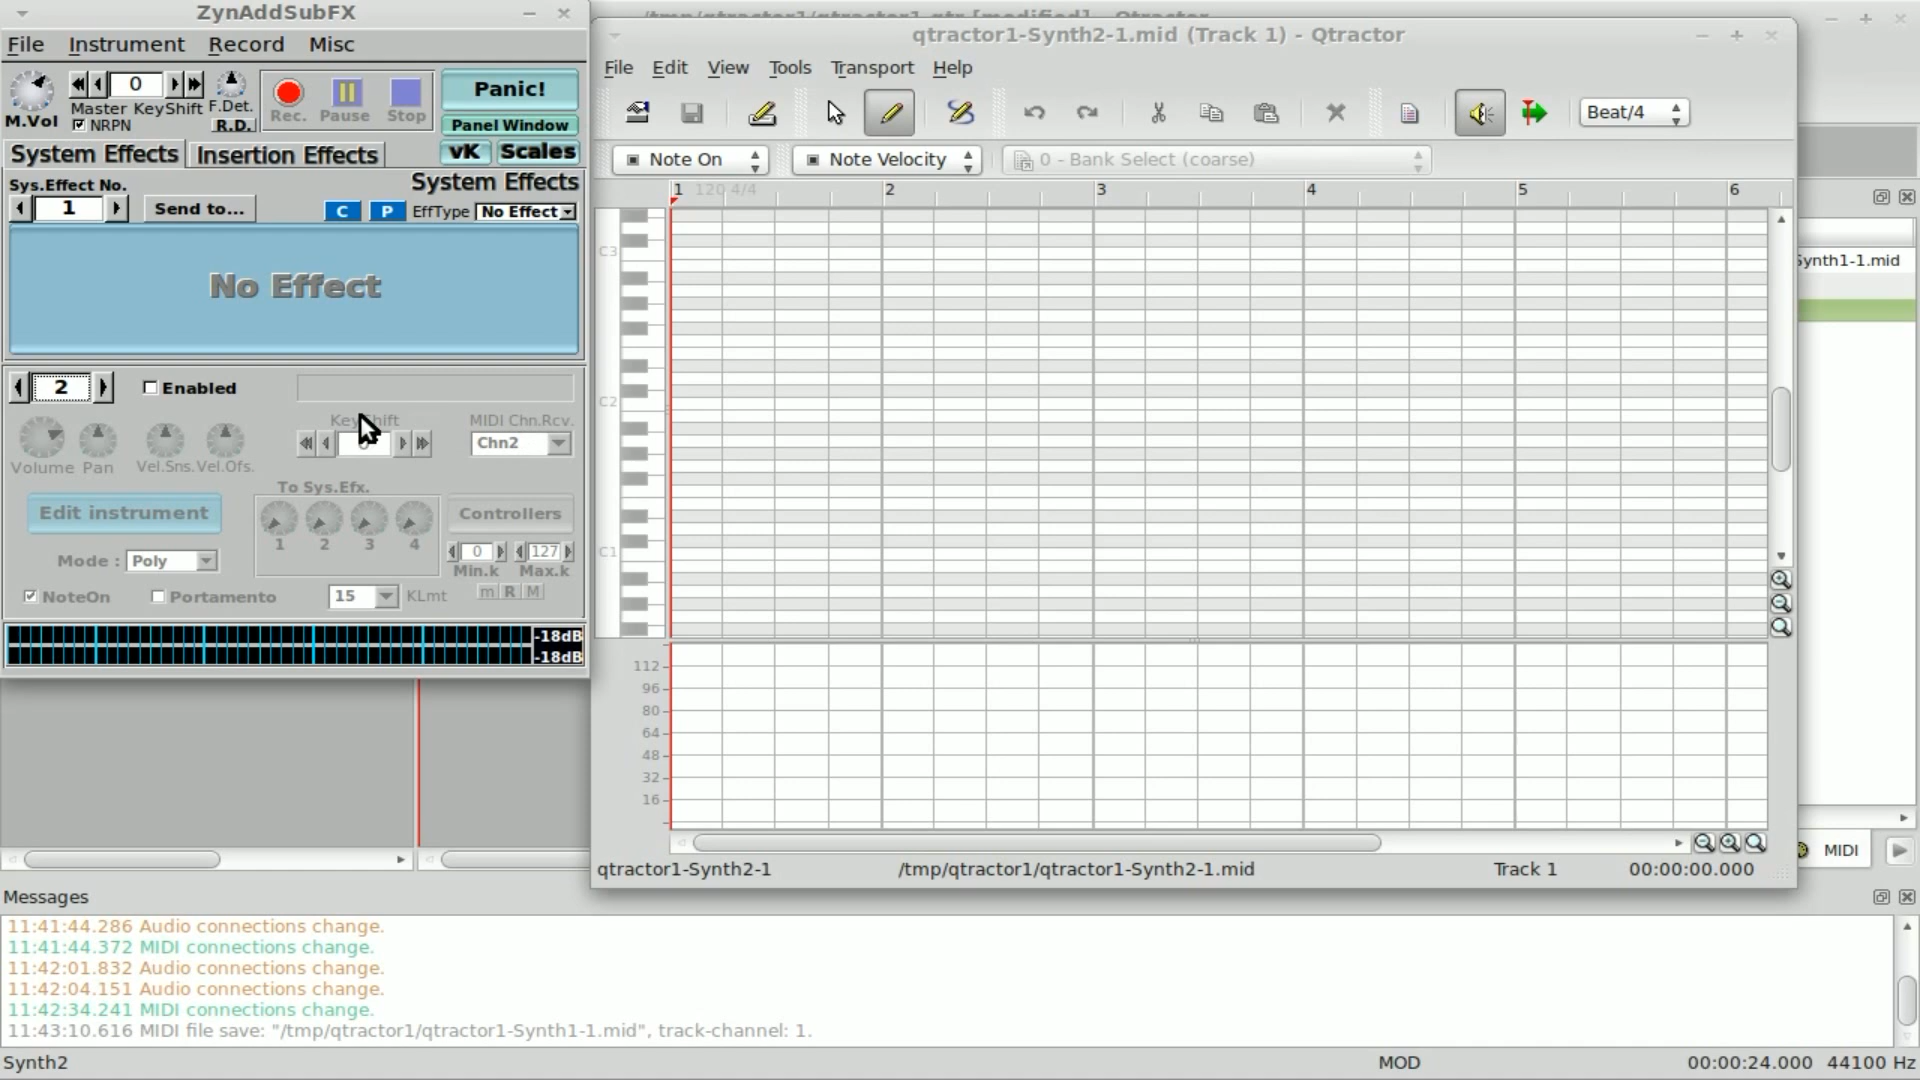 ZynAddSubFX
File Instrument Record Misc
0
Master KeyShift F.Det.
M.Vol
NRPN
R.D.
Rec. Pause Stop
Panic!
Panel Window
System Effects Insertion Effects
vK Scales
Sys.Effect No.
System Effects
1 Send to... C P EffType No Effect
No Effect
2 Enabled
KeyShift MIDI Chn.Rcv.
Chn2
Volume Pan Vel.Sns. Vel.Ofs.
To Sys.Efx.
Edit instrument
Controllers
1 2 3 4
0 127
Mode : Poly
Min.k Max.k
NoteOn Portamento 15 KLmt m R M
-18dB
-18dB
qtractor1-Synth2-1.mid (Track 1) - Qtractor
File Edit View Tools Transport Help
Beat/4
Note On Note Velocity 0 - Bank Select (coarse)
1 120 4/4 2 3 4 5 6
C3
C2
C1
112
96
80
64
48
32
16
qtractor1-Synth2-1 /tmp/qtractor1/qtractor1-Synth2-1.mid Track 1 00:00:00.000
Synth1-1.mid
MIDI
Messages
11:41:44.286 Audio connections change.
11:41:44.372 MIDI connections change.
11:42:01.832 Audio connections change.
11:42:04.151 Audio connections change.
11:42:34.241 MIDI connections change.
11:43:10.616 MIDI file save: "/tmp/qtractor1/qtractor1-Synth1-1.mid", track-channel: 1.
Synth2 MOD 00:00:24.000 44100 Hz